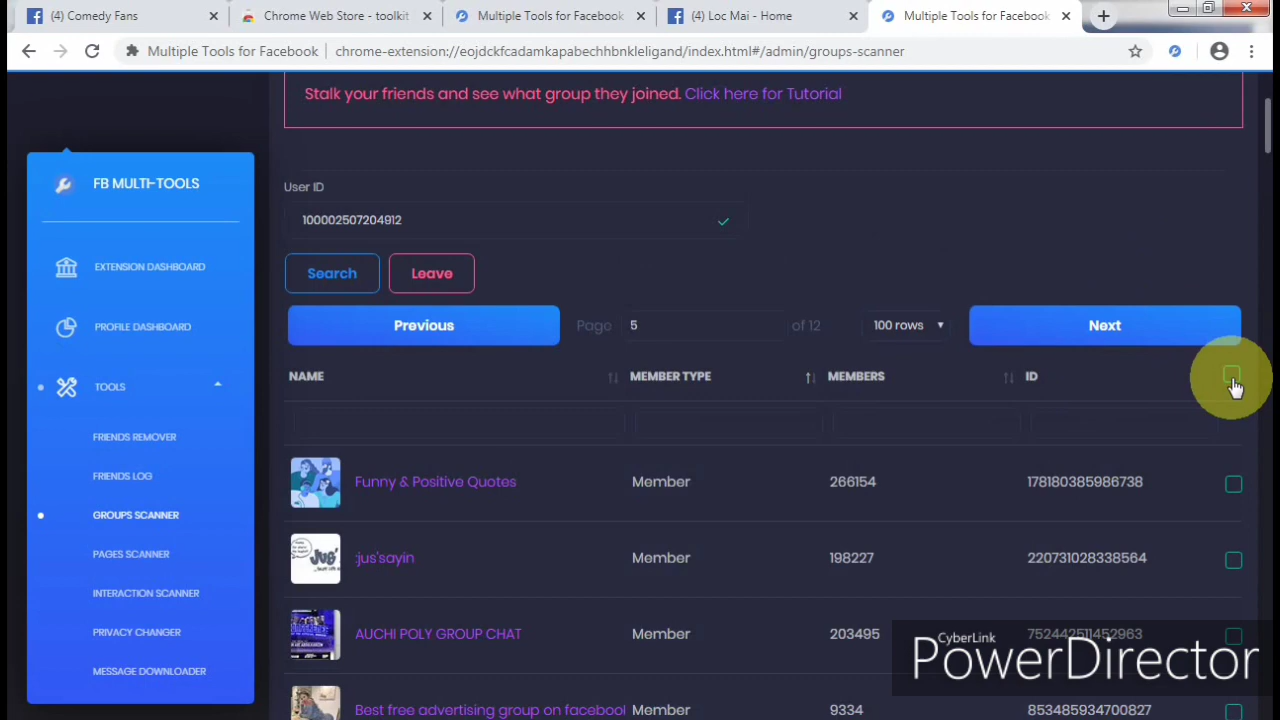 (4) Comedy Fans
Chrome Web Store - toolkit
Multiple Tools for Facebook
(4) Loc Mai - Home
Multiple Tools for Facebook
Multiple Tools for Facebook
chrome-extension://eojdckfcadamkapabechhbnkleligand/index.html#/admin/groups-scanner
Stalk your friends and see what group they joined. Click here for Tutorial
FB MULTI-TOOLS
EXTENSION DASHBOARD
PROFILE DASHBOARD
TOOLS
FRIENDS REMOVER
FRIENDS LOG
GROUPS SCANNER
PAGES SCANNER
INTERACTION SCANNER
PRIVACY CHANGER
MESSAGE DOWNLOADER
User ID
100002507204912
Search
Leave
Previous
Page 5 of 12
100 rows
Next
NAME MEMBER TYPE MEMBERS ID
Funny & Positive Quotes Member 266154 178180385986738
:jus'sayin Member 198227 220731028338564
AUCHI POLY GROUP CHAT Member 203495 752442511452963
Best free advertising group on facebool Member 9334 853485934700827
CyberLink
PowerDirector